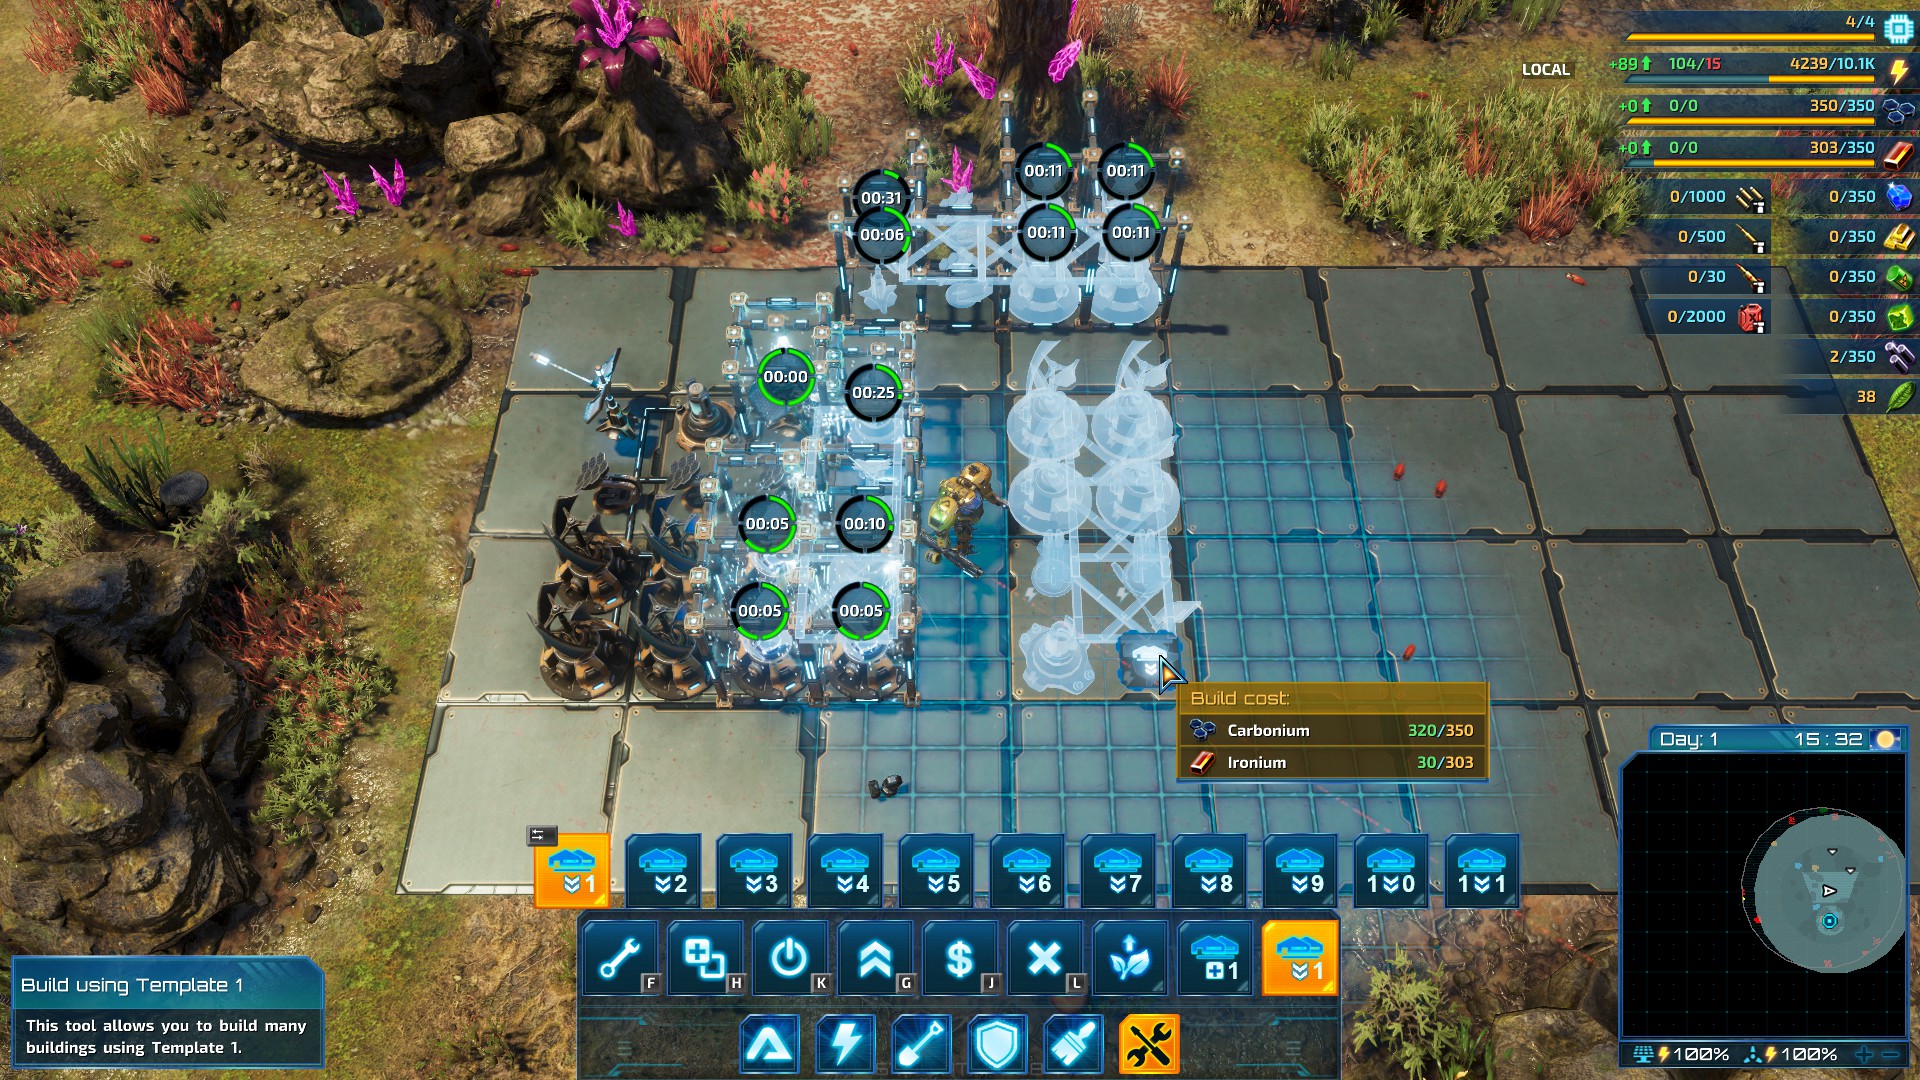 4/4
LOCAL
+89 104/15 4239/10.1K
+0 0/0 350/350
+0 0/0 303/350
0/1000 0/350
0/500 0/350
0/30 0/350
0/2000 0/350
2/350
38
00:31
00:06
00:11
00:11
00:11
00:11
00:00
00:25
00:05
00:10
00:05
00:05
Build cost:
Carbonium 320/350
Ironium 30/303
Day: 1 15:32
1 2 3 4 5 6 7 8 9 10 11
F H K G J L 1 1
Build using Template 1
This tool allows you to build many
buildings using Template 1.
100% 100%